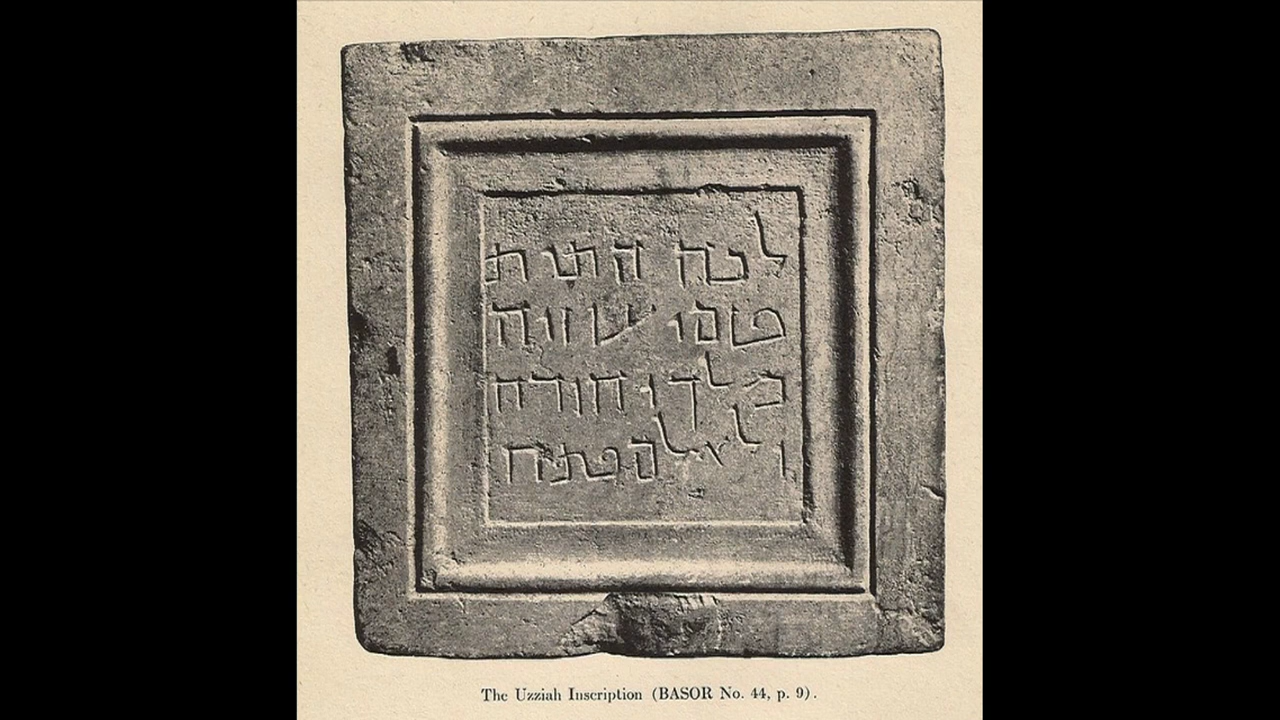 לכה התית
טמי עוזיה
מלך יהודה
ולא למפתח
The Uzziah Inscription (BASOR No. 44, p. 9).